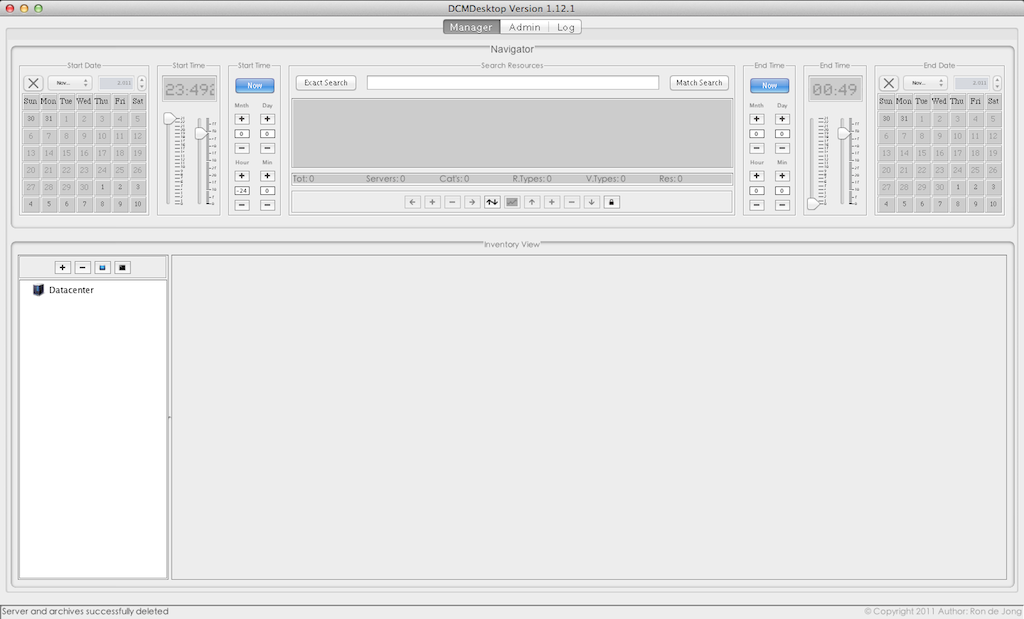 DCMDesktop Version 1.12.1
Manager Admin Log
Navigator
Start Date
Nov... 2.011
Sun Mon Tue Wed Thu Fri Sat
30 31 1 2 3 4 5
6 7 8 9 10 11 12
13 14 15 16 17 18 19
20 21 22 23 24 25 26
27 28 29 30 1 2 3
4 5 6 7 8 9 10
Start Time
23:49
Start Time
Now
Mnth Day
+ +
0 0
− −
Hour Min
+ +
-24 0
− −
Search Resources
Exact Search Match Search
Tot: 0 Servers: 0 Cat's: 0 R.Types: 0 V.Types: 0 Res: 0
End Time
Now
Mnth Day
+ +
0 0
− −
Hour Min
+ +
0 0
− −
End Time
00:49
End Date
Nov... 2.011
Sun Mon Tue Wed Thu Fri Sat
30 31 1 2 3 4 5
6 7 8 9 10 11 12
13 14 15 16 17 18 19
20 21 22 23 24 25 26
27 28 29 30 1 2 3
4 5 6 7 8 9 10
Inventory View
Datacenter
Server and archives successfully deleted
© Copyright 2011 Author: Ron de Jong